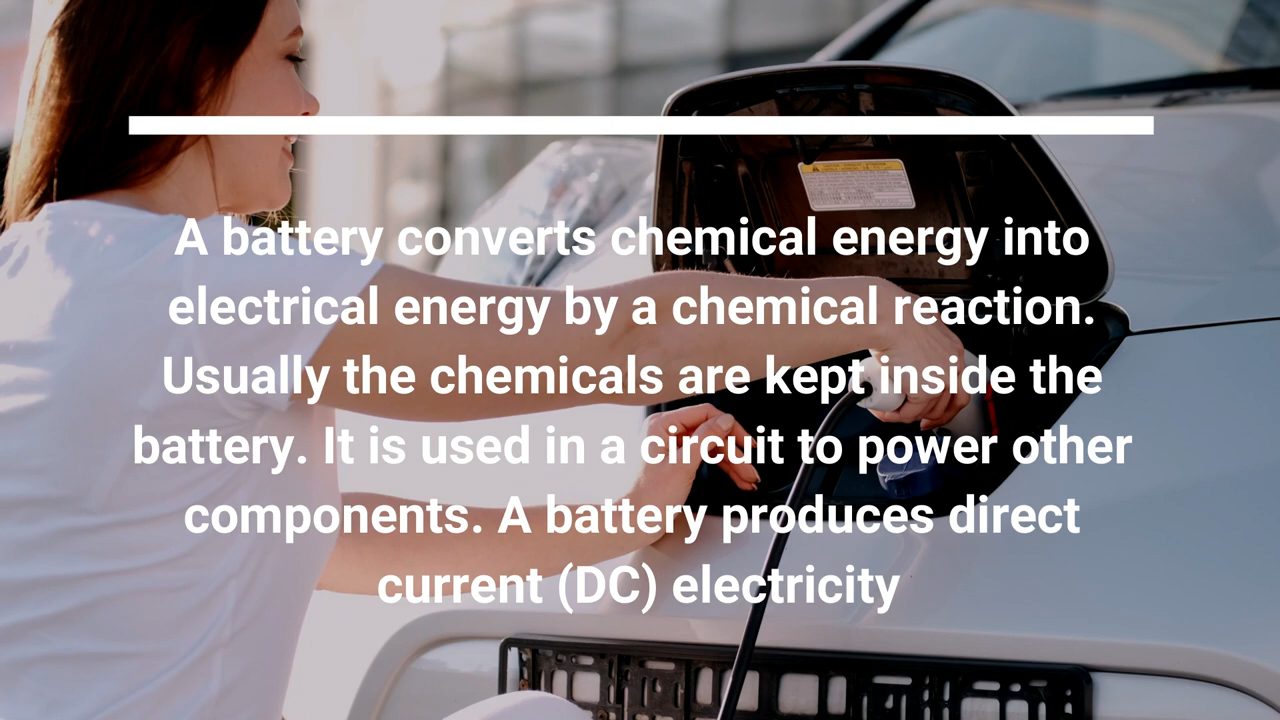 A battery converts chemical energy into
electrical energy by a chemical reaction.
Usually the chemicals are kept inside the
battery. It is used in a circuit to power other
components. A battery produces direct
current (DC) electricity